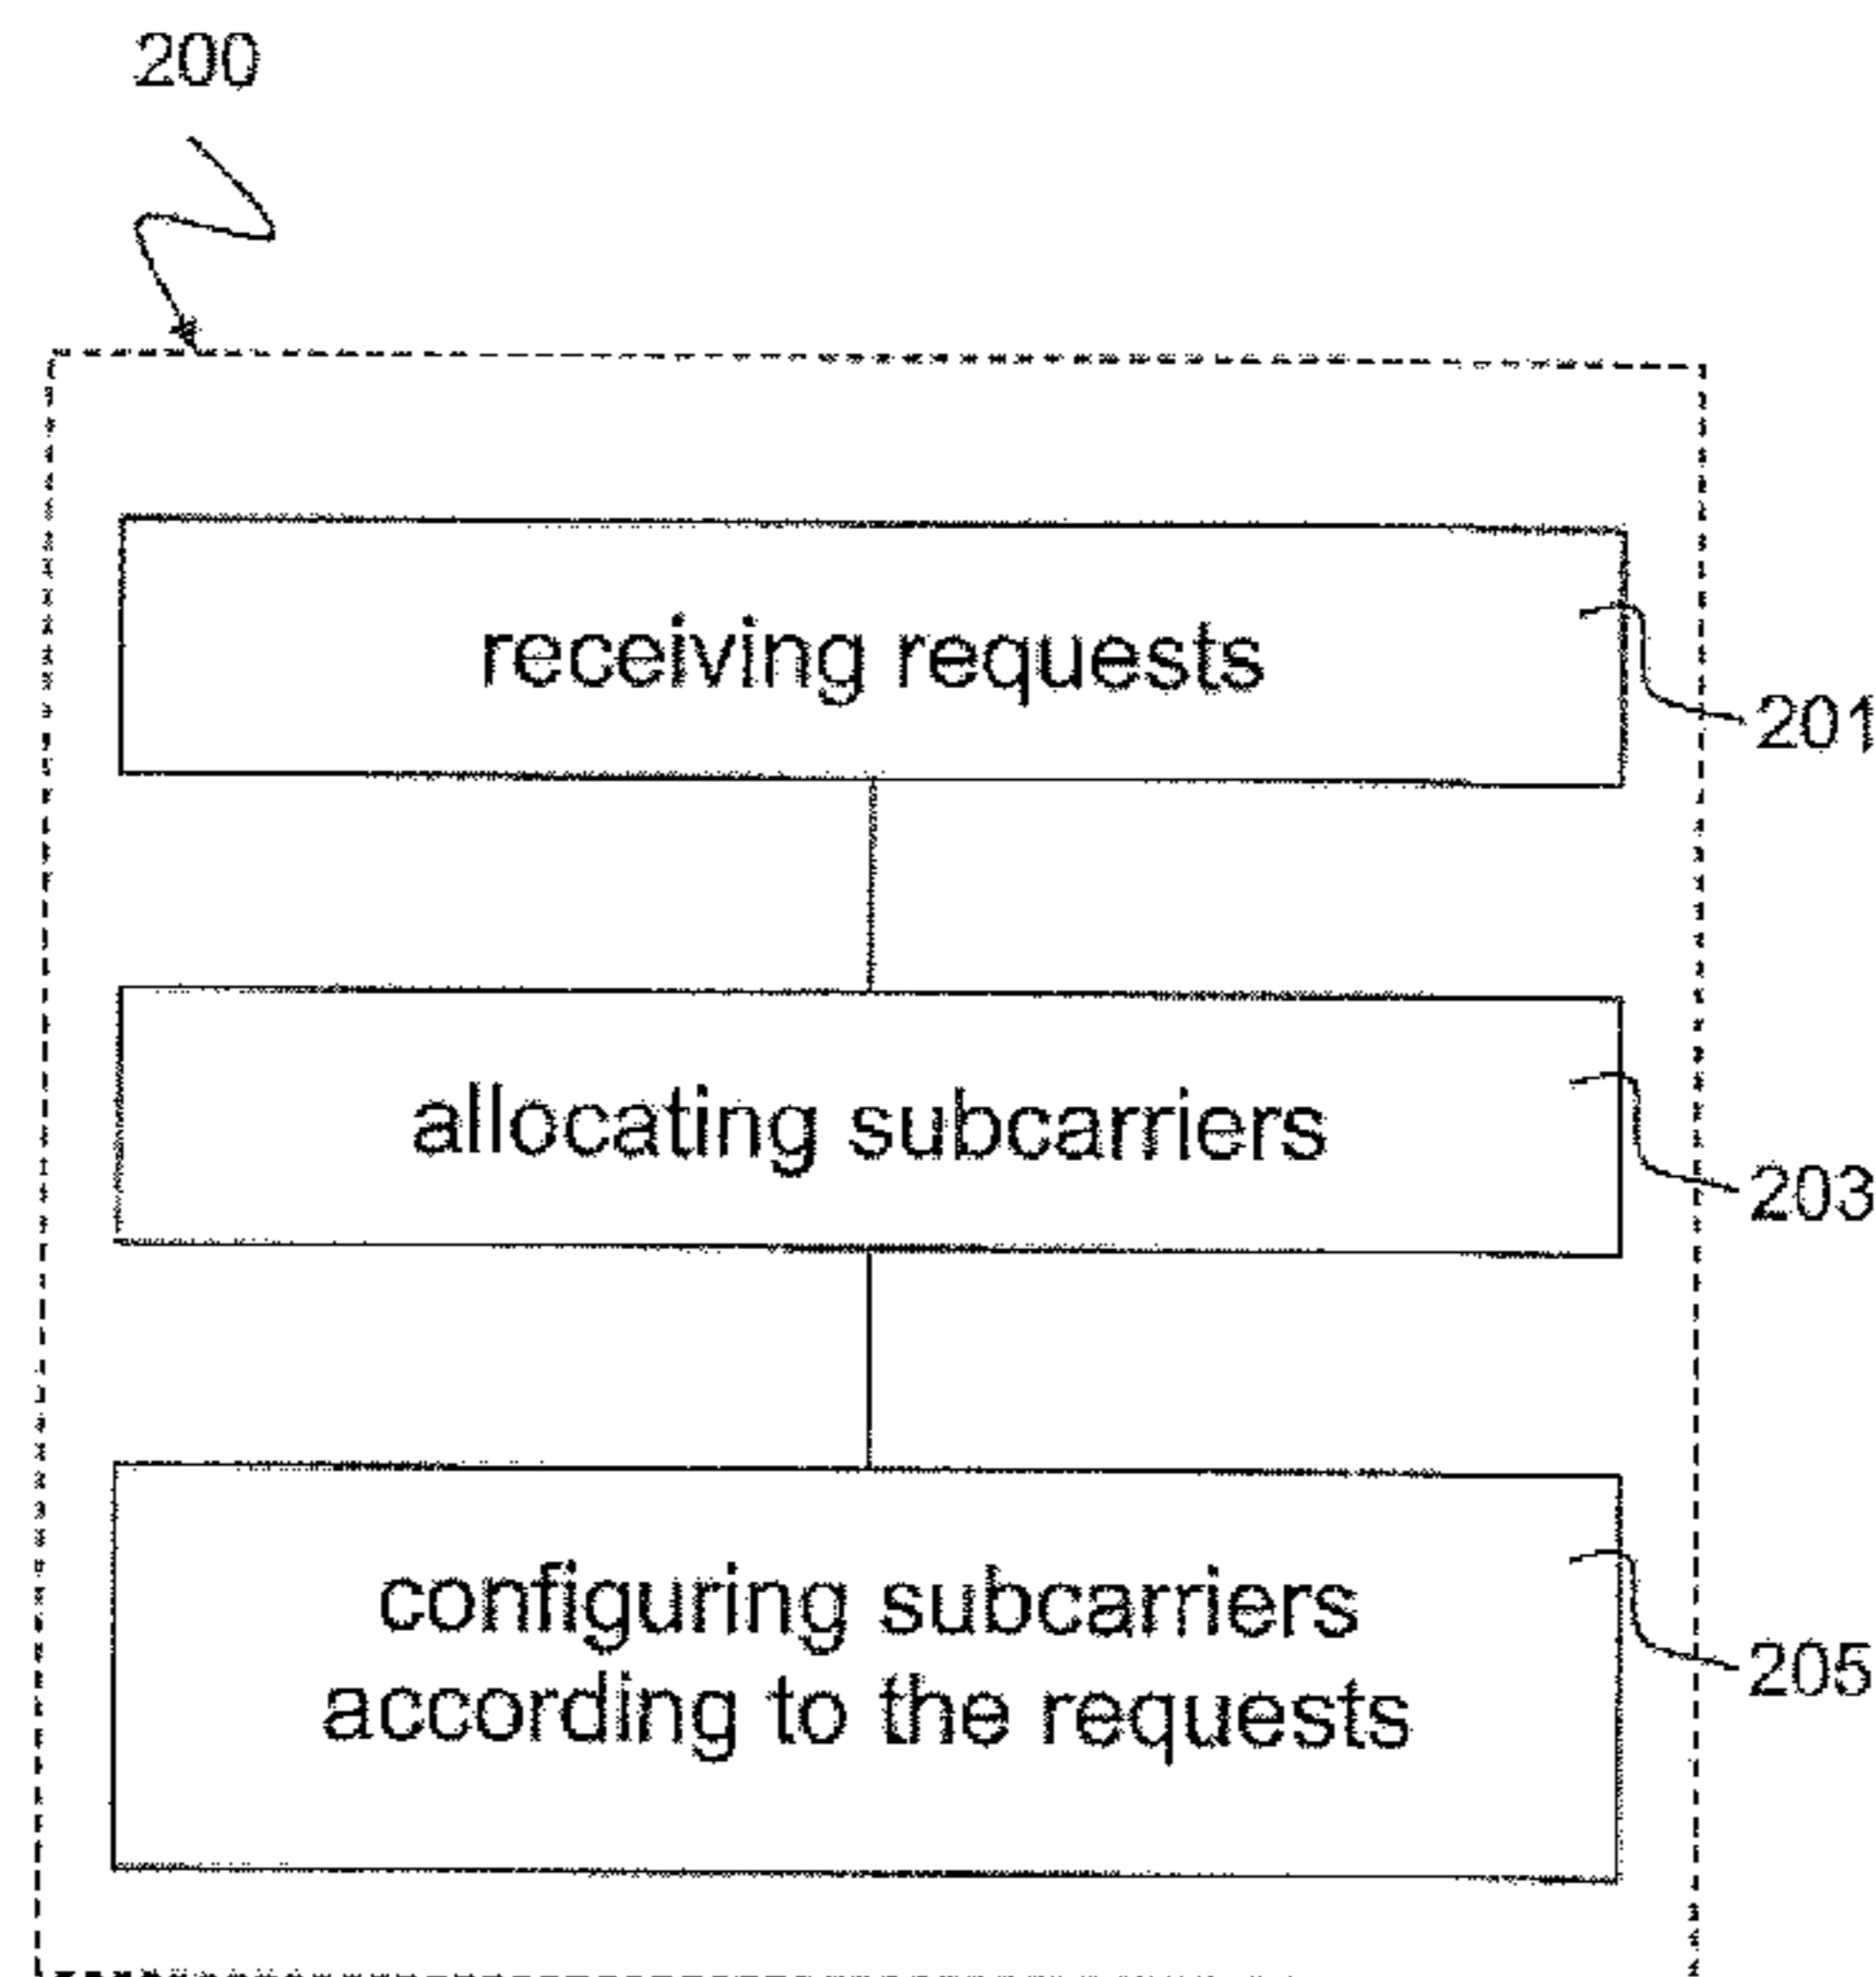 200
receiving requests
201
allocating subcarriers
203
configuring subcarriers
according to the requests
205